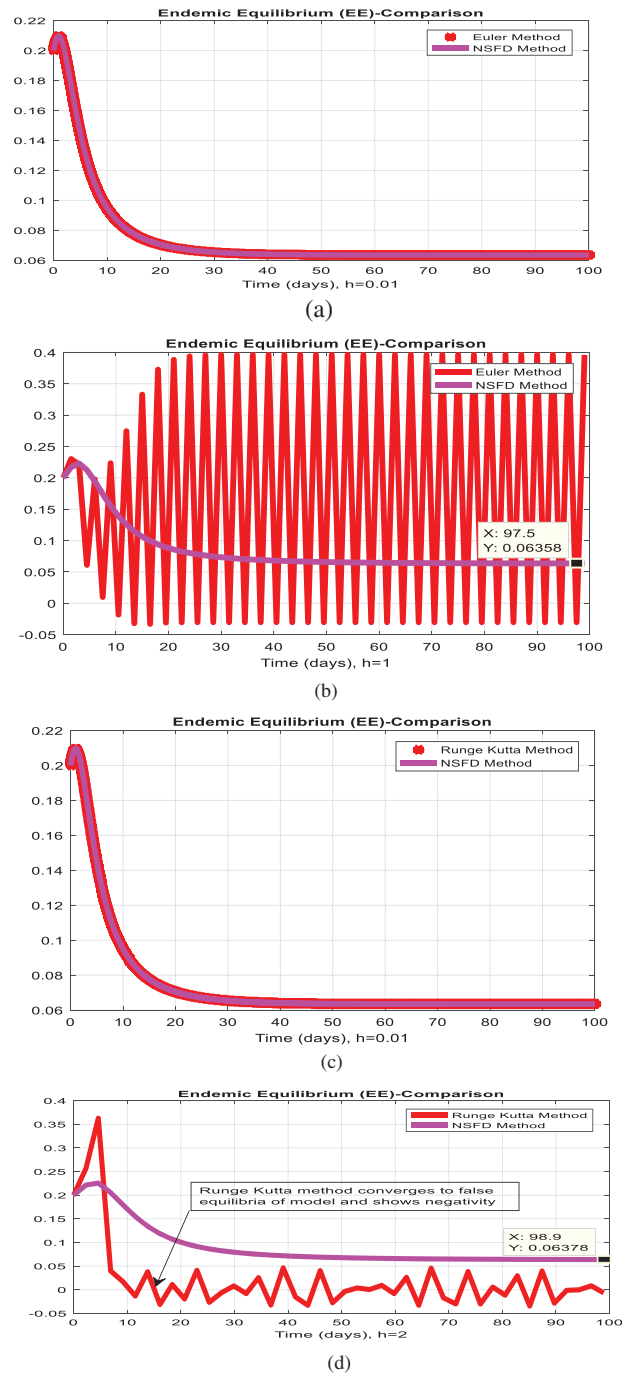 Endemic Equilibrium (EE)-Comparison
0.22
0.2
0.18
0.16
0.14
0.12
0.1
0.08
0.06
Euler Method
NSFD Method
0 10 20 30 40 50 60 70 80 90 100
Time (days), h=0.01
(a)
Endemic Equilibrium (EE)-Comparison
0.4
0.35
0.3
0.25
0.2
0.15
0.1
0.05
0
-0.05
Euler Method
NSFD Method
X: 97.5
Y: 0.06358
0 10 20 30 40 50 60 70 80 90 100
Time (days), h=1
(b)
Endemic Equilibrium (EE)-Comparison
0.22
0.2
0.18
0.16
0.14
0.12
0.1
0.08
0.06
Runge Kutta Method
NSFD Method
0 10 20 30 40 50 60 70 80 90 100
Time (days), h=0.01
(c)
Endemic Equilibrium (EE)-Comparison
0.4
0.35
0.3
0.25
0.2
0.15
0.1
0.05
0
-0.05
Runge Kutta Method
NSFD Method
Runge Kutta method converges to false
equilibria of model and shows negativity
X: 98.9
Y: 0.06378
0 10 20 30 40 50 60 70 80 90 100
Time (days), h=2
(d)